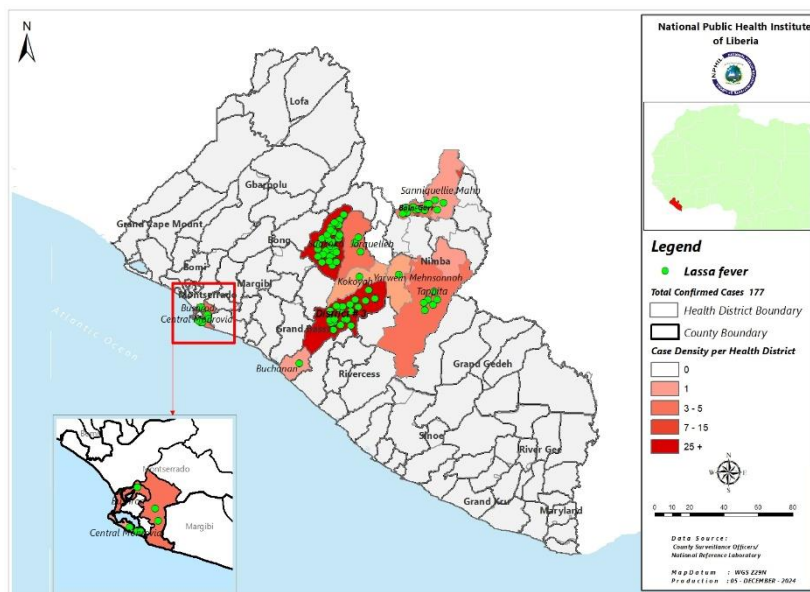 N
National Public Health Institute
of Liberia
NPHIL
Lofa
Gbarpolu
Sanniquellie Mahn
Grand Cape Mount
Bong
Jorquelleh
Nimba
Bomi
Kokoyah
Yarwein Mehnsonnoh
Margibi
Tappita
Montserrado
Central Monrovia
Grand Bassa
Buchanan
Rivercess
Grand Gedeh
Sinoe
River Gee
Grand Kru
Maryland
Atlantic Ocean
Montserrado
Central Monrovia
Margibi
Legend
Lassa fever
Total Confirmed Cases 177
Health District Boundary
County Boundary
Case Density per Health District
0
1
3 - 5
7 - 15
25 +
N
W
E
S
0 10 20 40 60 80
Data Source:
County Surveillance Officers/
National Reference Laboratory
Map Datum : WGS 229N
Production : 05 - DECEMBER - 2024